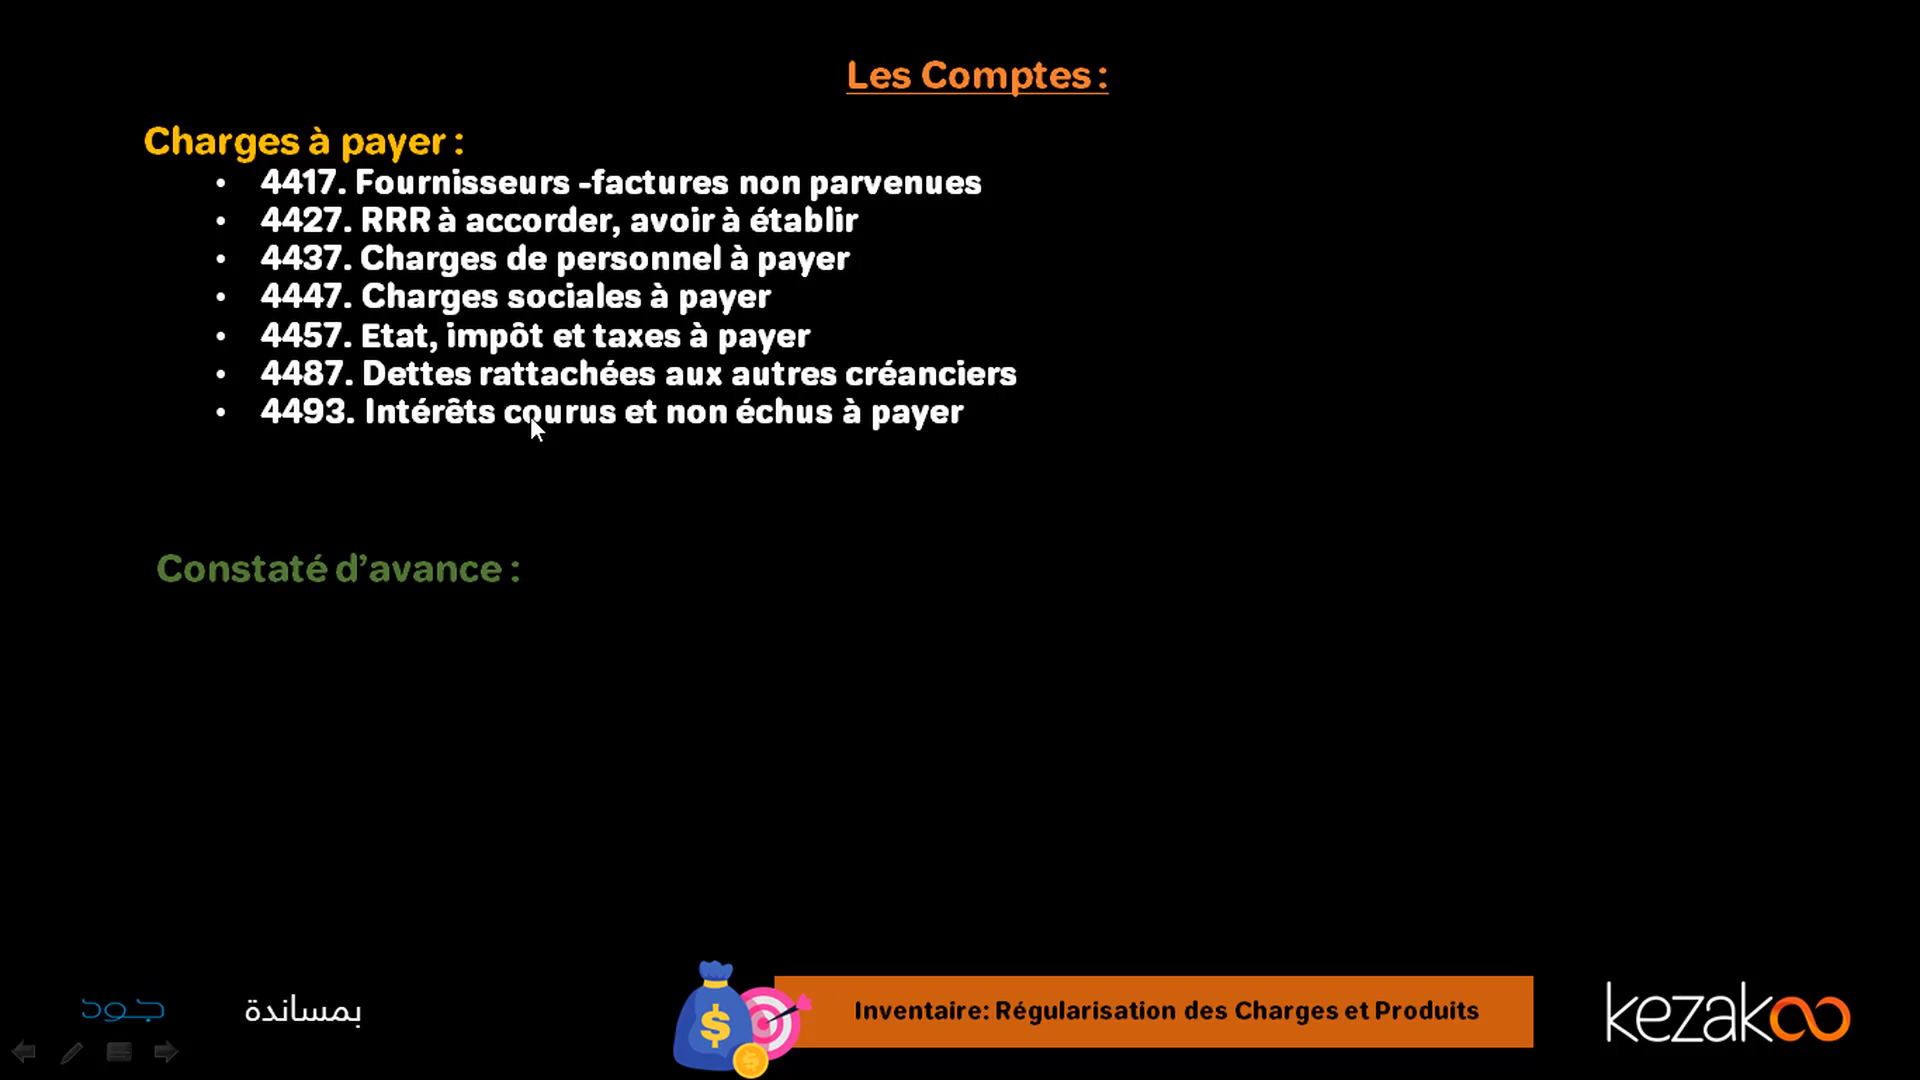 Les Comptes :
Charges à payer :
• 4417. Fournisseurs -factures non parvenues
• 4427. RRR à accorder, avoir à établir
• 4437. Charges de personnel à payer
• 4447. Charges sociales à payer
• 4457. Etat, impôt et taxes à payer
• 4487. Dettes rattachées aux autres créanciers
• 4493. Intérêts courus et non échus à payer
Constaté d’avance :
جود
بمساندة
Inventaire: Régularisation des Charges et Produits
kezakoo